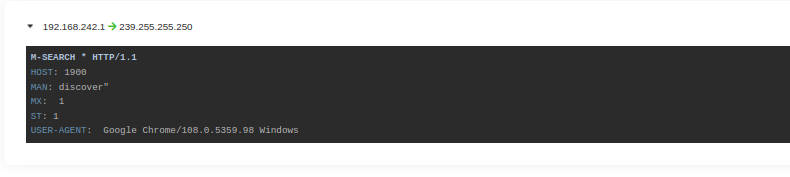 192.168.242.1 → 239.255.255.250
M-SEARCH * HTTP/1.1
HOST: 1900
MAN: discover"
MX: 1
ST: 1
USER-AGENT: Google Chrome/108.0.5359.98 Windows